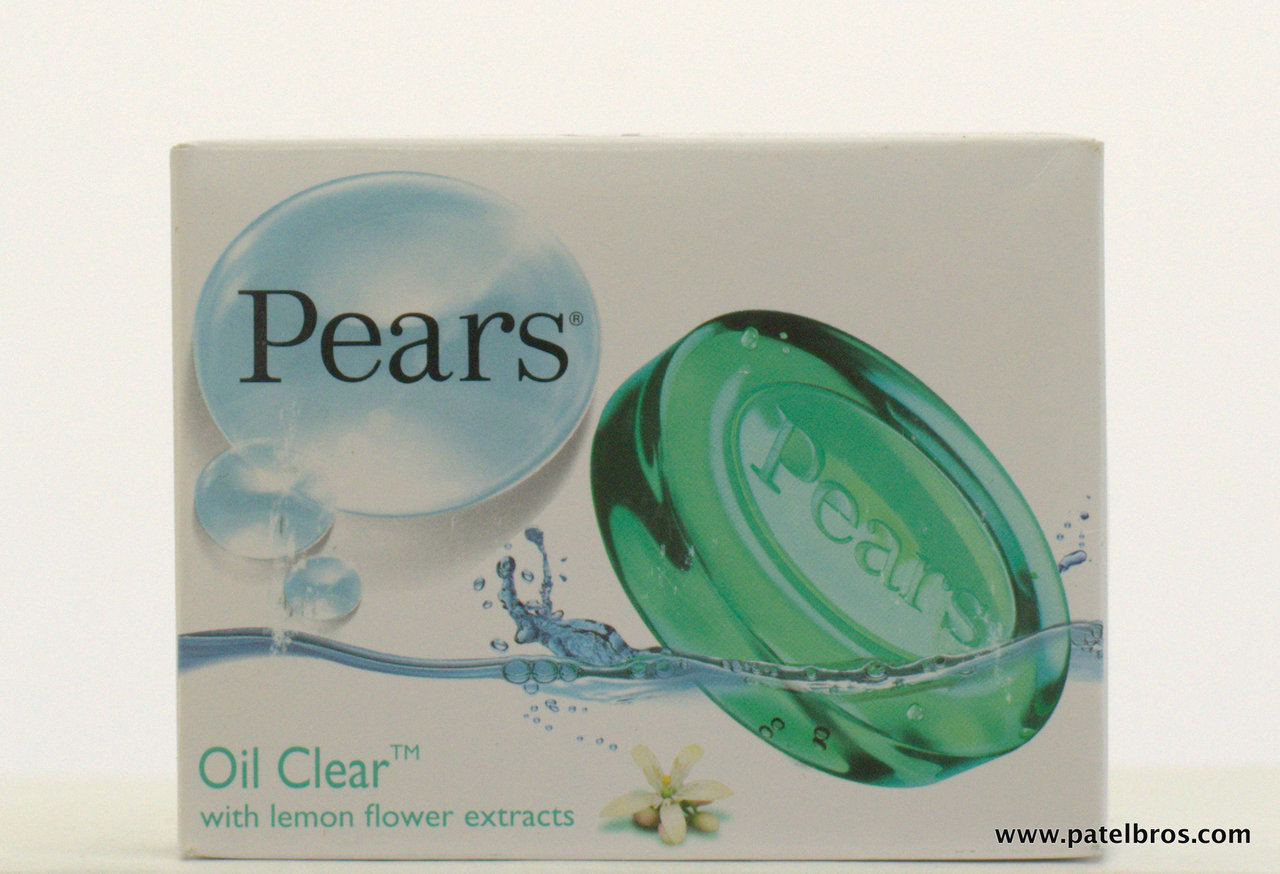 Pears®
Pears
Oil Clear™
with lemon flower extracts
www.patelbros.com